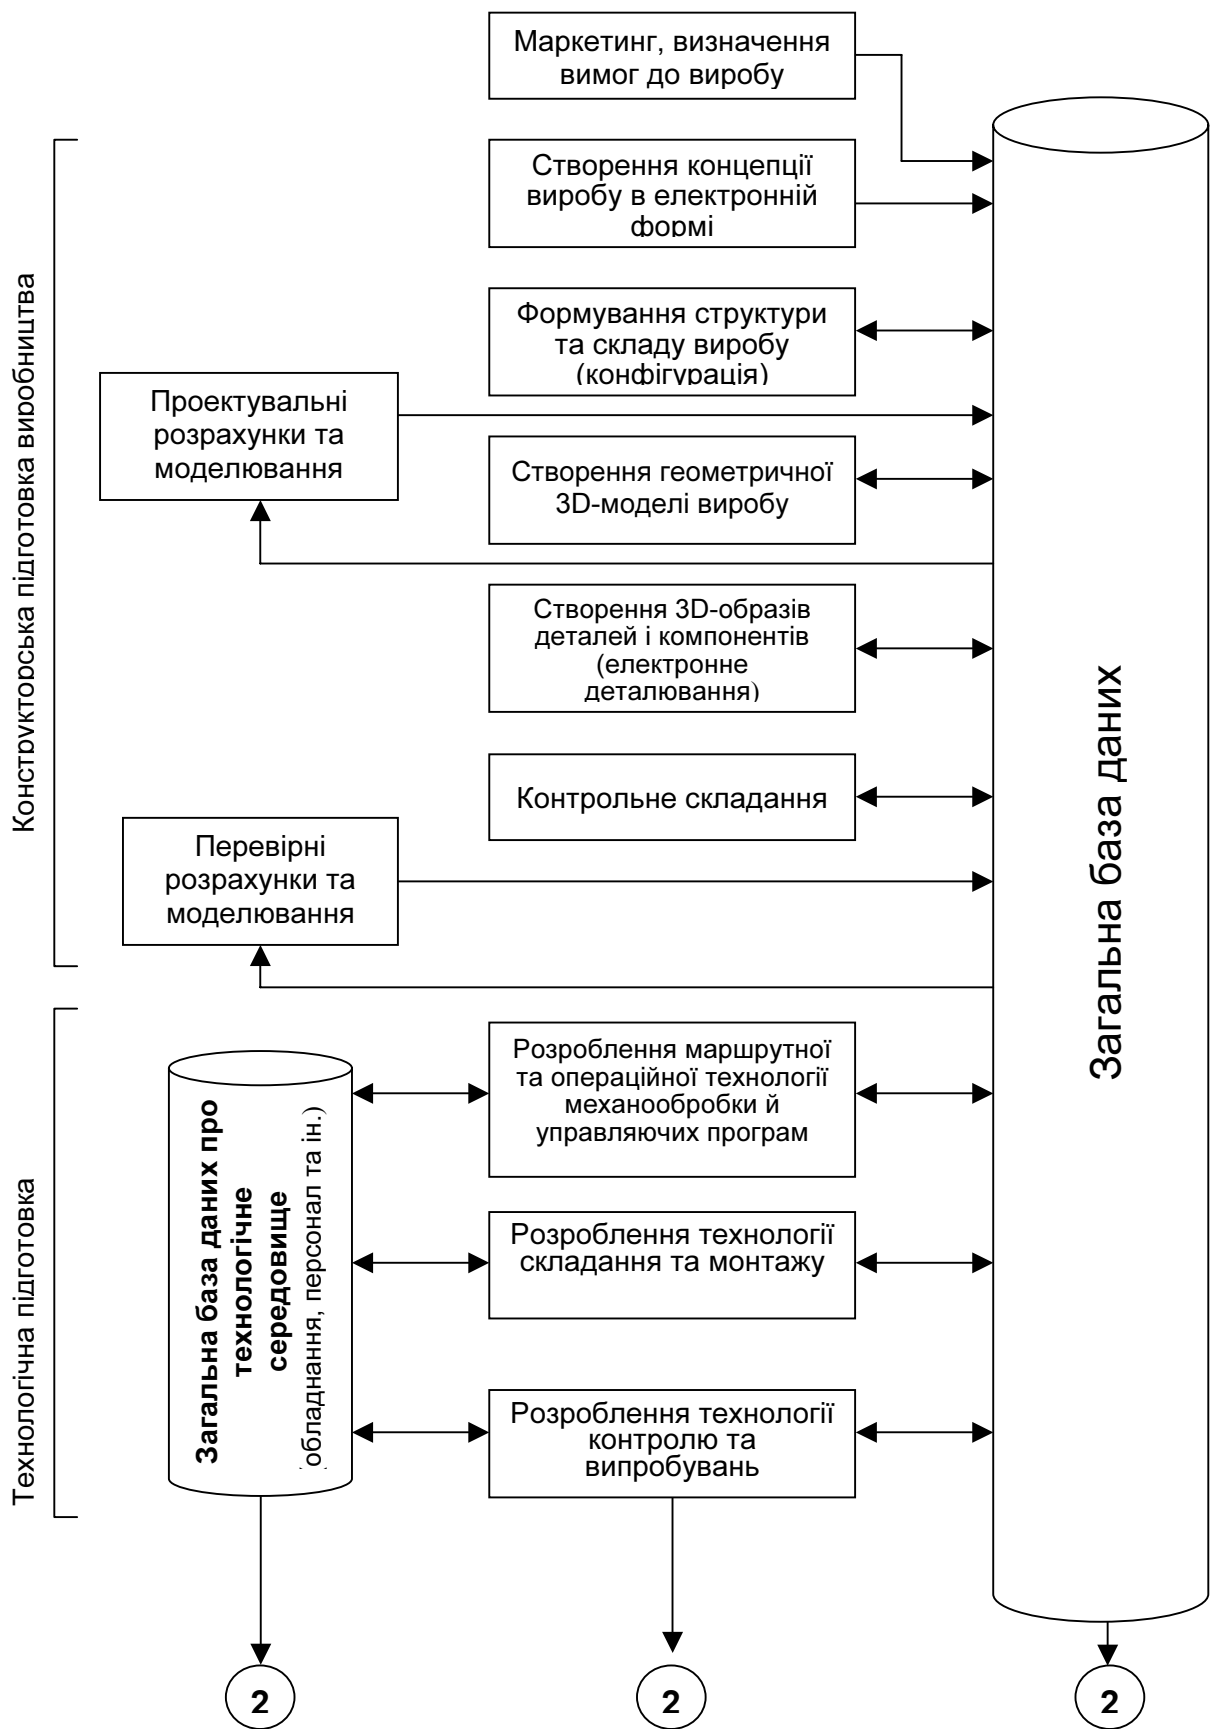 Маркетинг, визначення
вимог до виробу
Створення концепції
виробу в електронній
формі
Формування структури
та складу виробу
(конфігурація)
Проектувальні
розрахунки та
моделювання
Створення геометричної
3D-моделі виробу
Створення 3D-образів
деталей і компонентів
(електронне
деталювання)
Контрольне складання
Перевірні
розрахунки та
моделювання
Конструкторська підготовка виробництва
Загальна база даних
Розроблення маршрутної
та операційної технології
механообробки й
управляючих програм
Розроблення технології
складання та монтажу
Розроблення технології
контролю та
випробувань
Загальна база даних про
технологічне
середовище
(обладнання, персонал та ін.)
Технологічна підготовка
2
2
2